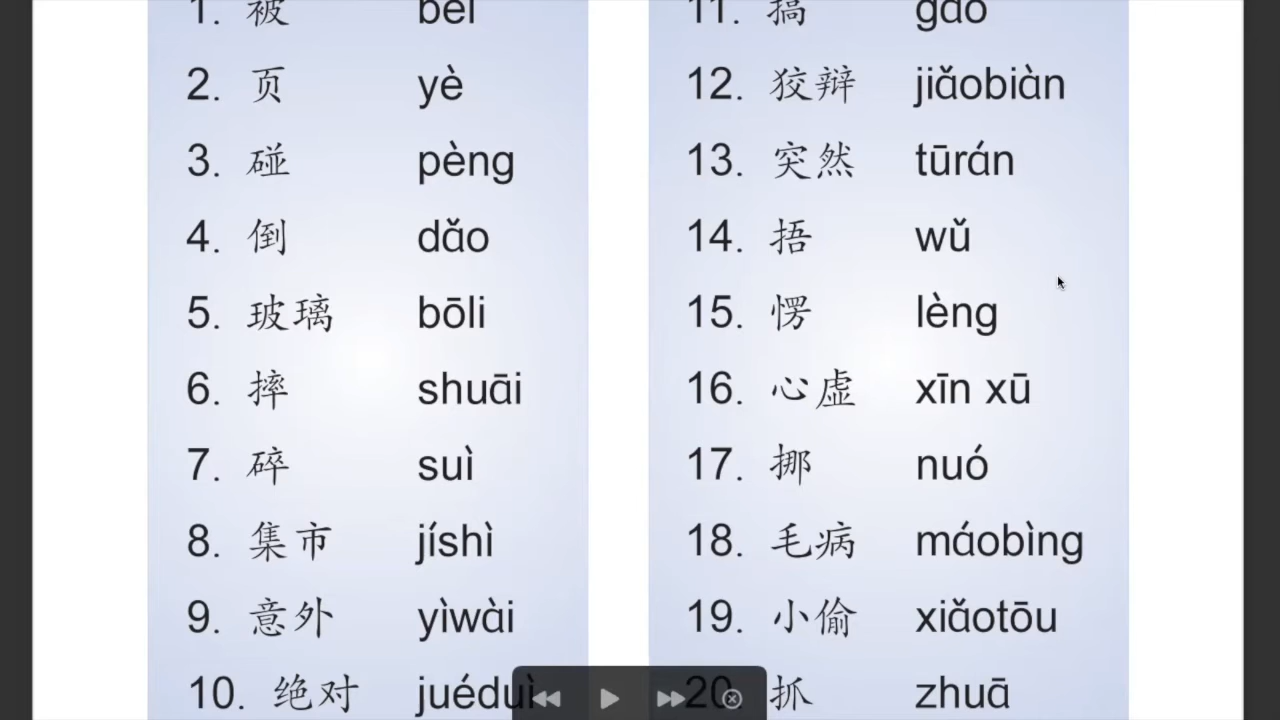 1. 被 bèi
2. 页 yè
3. 碰 pèng
4. 倒 dǎo
5. 玻璃 bōli
6. 摔 shuāi
7. 碎 suì
8. 集市 jíshì
9. 意外 yìwài
10. 绝对 juéduì
11. 搞 gǎo
12. 狡辩 jiǎobiàn
13. 突然 tūrán
14. 捂 wǔ
15. 愣 lèng
16. 心虚 xīn xū
17. 挪 nuó
18. 毛病 máobìng
19. 小偷 xiǎotōu
20. 抓 zhuā